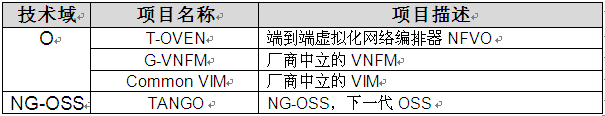 技术域 项目名称 项目描述
O T-OVEN 端到端虚拟化网络编排器 NFVO
G-VNFM 厂商中立的 VNFM
Common VIM 厂商中立的 VIM
NG-OSS TANGO NG-OSS，下一代 OSS